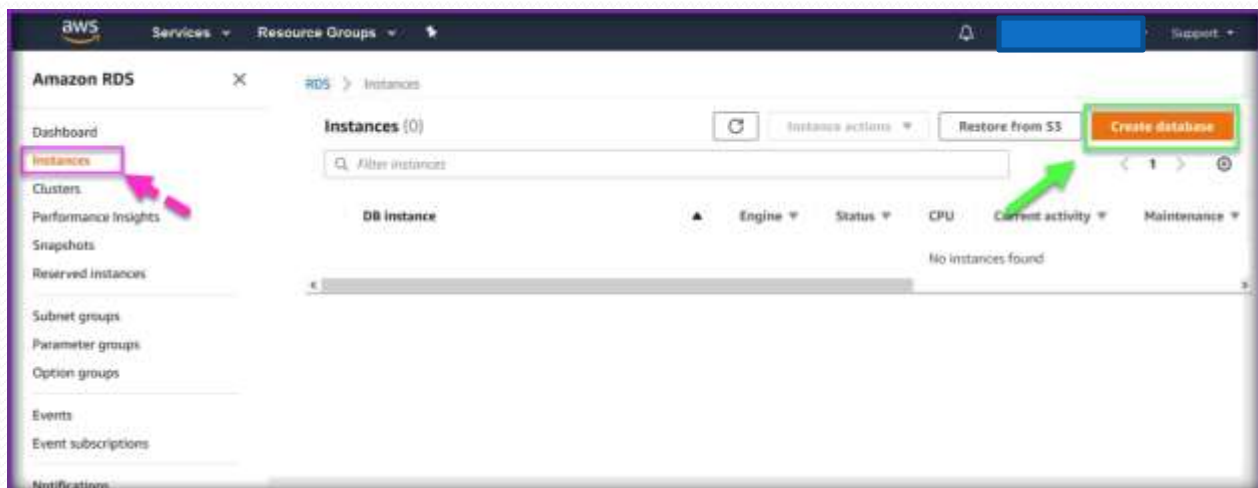 aws Services Resource Groups Support
Amazon RDS
RDS > Instances
Instances (0) Instance actions Restore from S3 Create database
Filter instances
< 1 >
DB instance Engine Status CPU Current activity Maintenance
No instances found
Dashboard
Instances
Clusters
Performance Insights
Snapshots
Reserved instances
Subnet groups
Parameter groups
Option groups
Events
Event subscriptions
Notifications